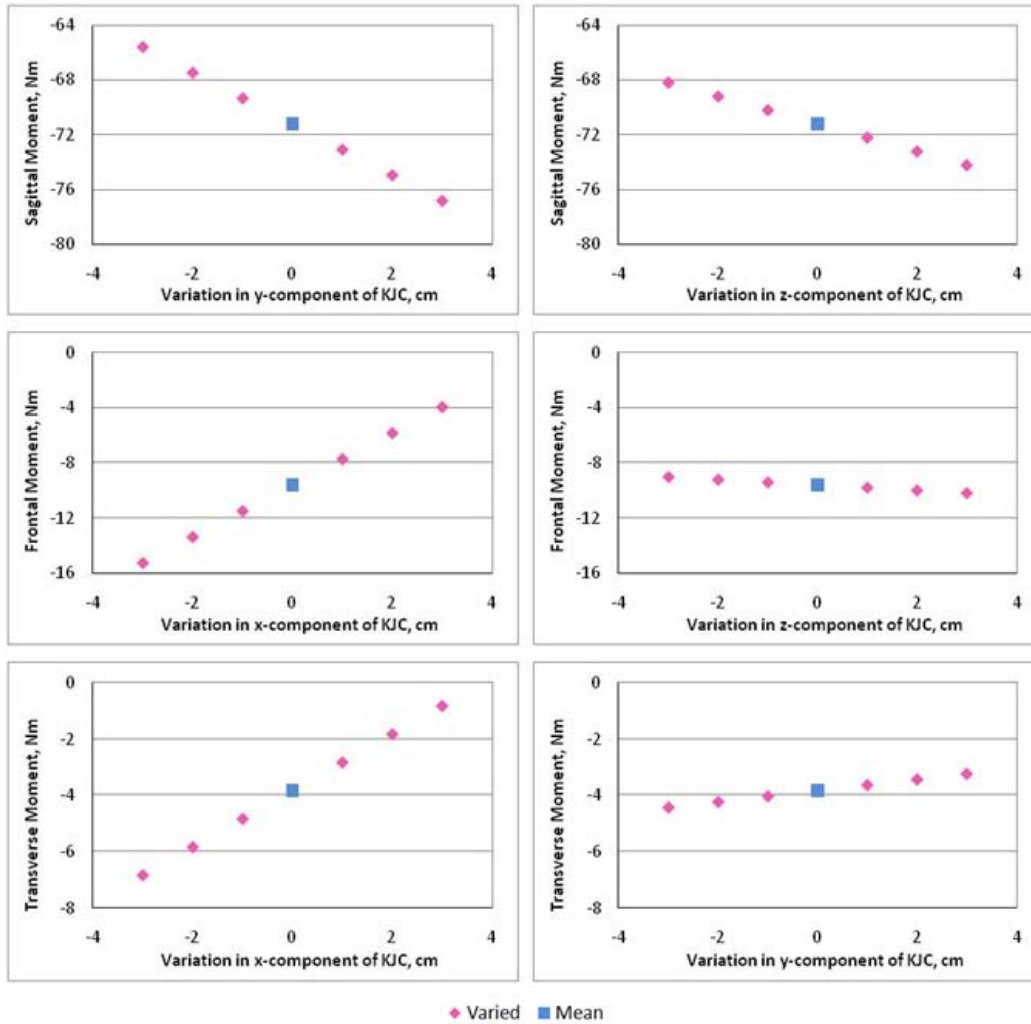 Sagittal Moment, Nm
-64
-68
-72
-76
-80
-4 -2 0 2 4
Variation in y-component of KJC, cm
Sagittal Moment, Nm
-64
-68
-72
-76
-80
-4 -2 0 2 4
Variation in z-component of KJC, cm
Frontal Moment, Nm
0
-4
-8
-12
-16
-4 -2 0 2 4
Variation in x-component of KJC, cm
Frontal Moment, Nm
0
-4
-8
-12
-16
-4 -2 0 2 4
Variation in z-component of KJC, cm
Transverse Moment, Nm
0
-2
-4
-6
-8
-4 -2 0 2 4
Variation in x-component of KJC, cm
Transverse Moment, Nm
0
-2
-4
-6
-8
-4 -2 0 2 4
Variation in y-component of KJC, cm
Varied Mean